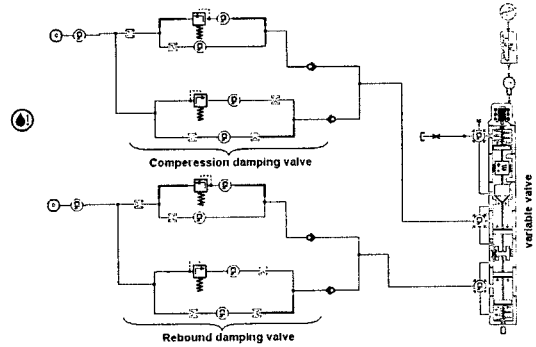 Comperession damping valve
variable valve
Rebound damping valve